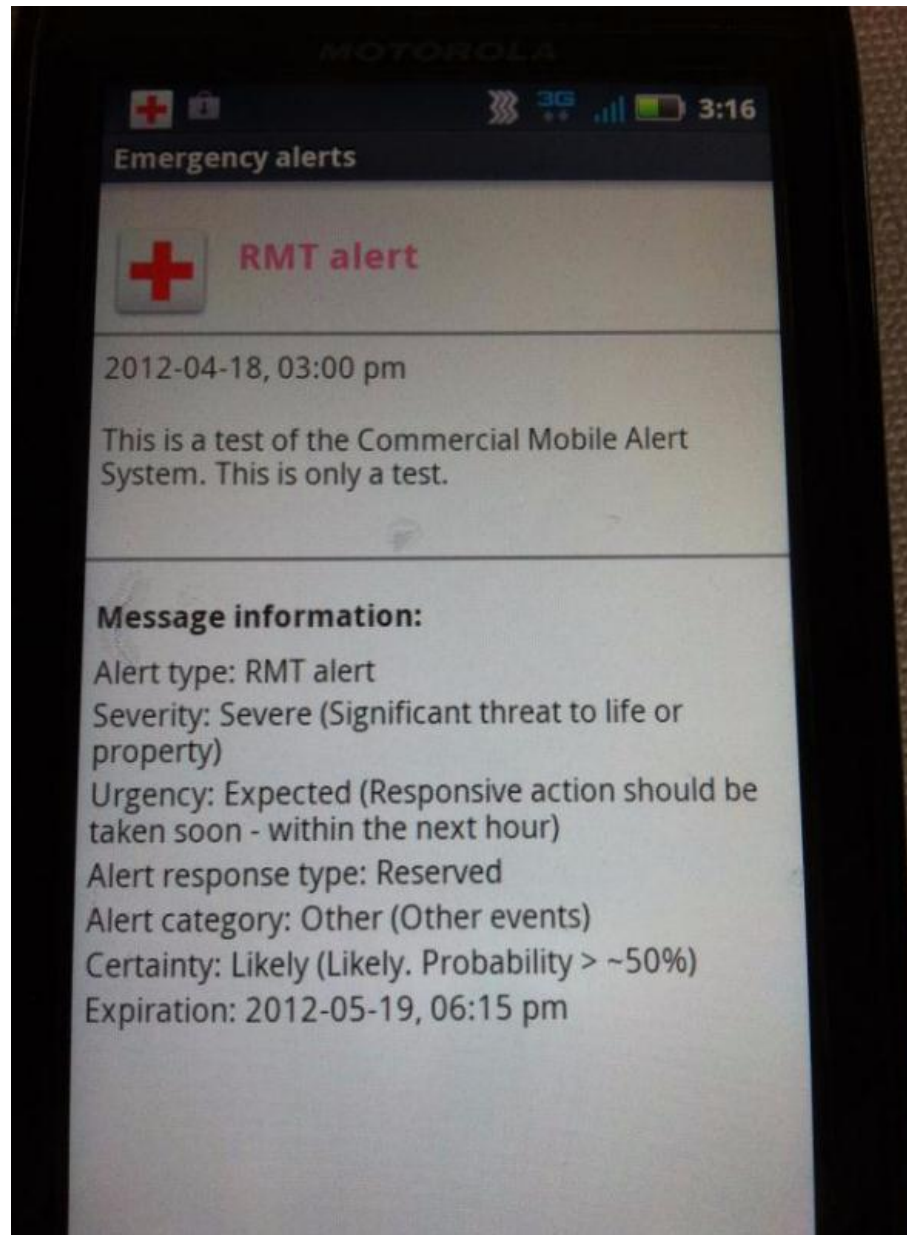 MOTOROLA
3G 3:16
Emergency alerts
RMT alert
2012-04-18, 03:00 pm
This is a test of the Commercial Mobile Alert
System. This is only a test.
Message information:
Alert type: RMT alert
Severity: Severe (Significant threat to life or
property)
Urgency: Expected (Responsive action should be
taken soon - within the next hour)
Alert response type: Reserved
Alert category: Other (Other events)
Certainty: Likely (Likely. Probability > ~50%)
Expiration: 2012-05-19, 06:15 pm